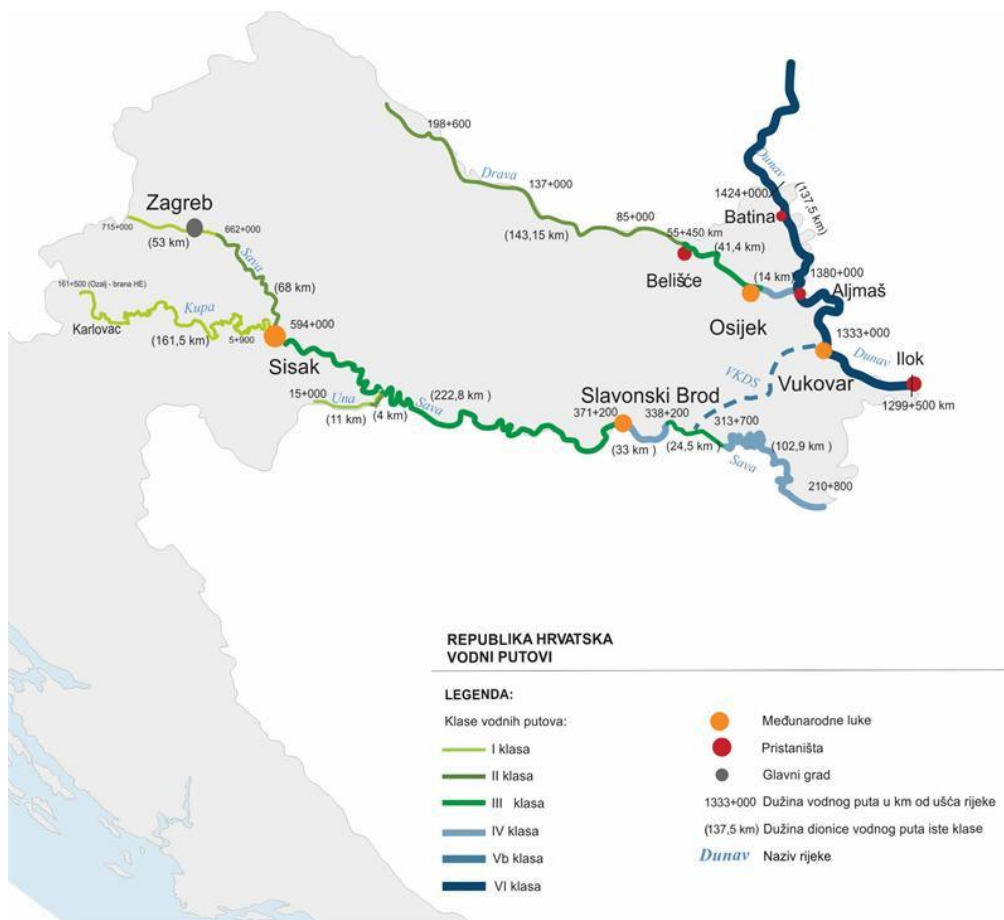 198+600
Drava
137+000
(143,15 km)
85+000
55+450 km
(41,4 km)
Belišće
(14 km)
Osijek
Dunav
1424+000
(137,5 km)
Batina
1380+000
Aljmaš
1333+000
Dunav
Ilok
Vukovar
1299+500 km
VKDS
Zagreb
715+000
(53 km)
662+000
Sava
(68 km)
161+500 (Ozalj - brana HE)
Karlovac
Kupa
(161,5 km)
5+900
594+000
Sisak
15+000
Una
(11 km)
(4 km)
Sava
(222,8 km)
Slavonski Brod
371+200
338+200
313+700
(33 km )
(24,5 km )
(102,9 km )
Sava
210+800
REPUBLIKA HRVATSKA
VODNI PUTOVI
LEGENDA:
Klase vodnih putova:
I klasa
II klasa
III klasa
IV klasa
Vb klasa
VI klasa
Međunarodne luke
Pristaništa
Glavni grad
1333+000 Dužina vodnog puta u km od ušća rijeke
(137,5 km) Dužina dionice vodnog puta iste klase
Dunav Naziv rijeke